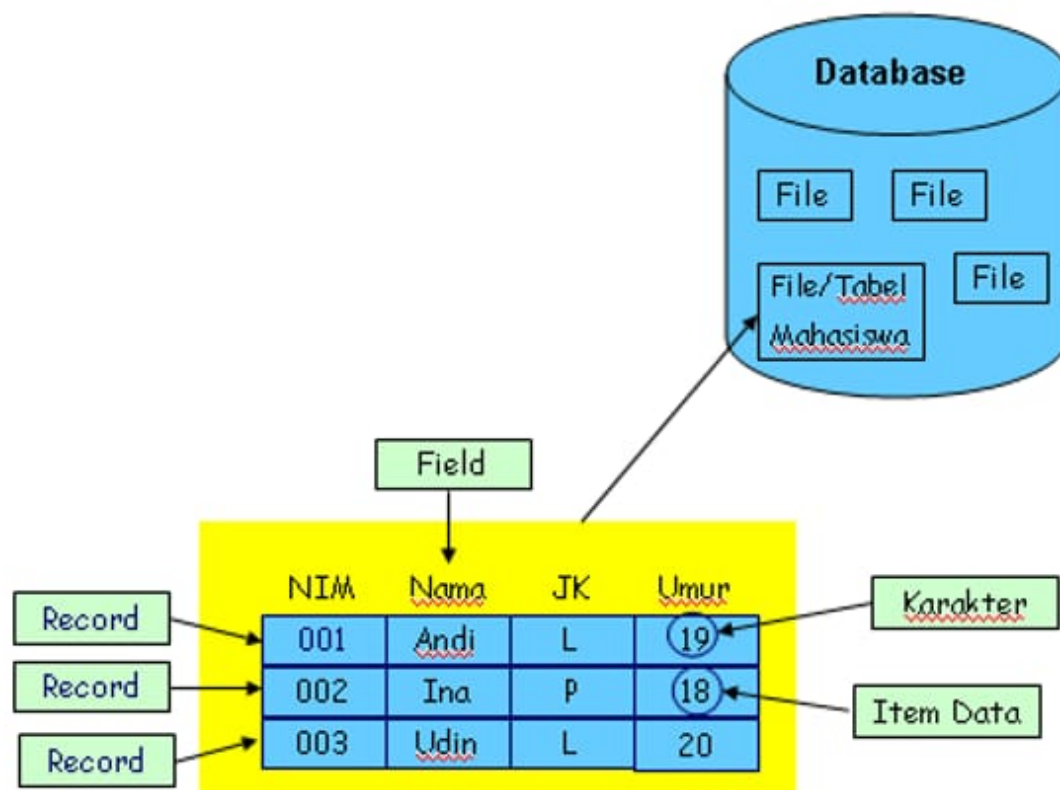 Database
File File
File/Tabel
Mahasiswa
File
Field
NIM Nama JK Umur
Record 001 Andi L 19 Karakter
Record 002 Ina P 18 Item Data
Record 003 Udin L 20